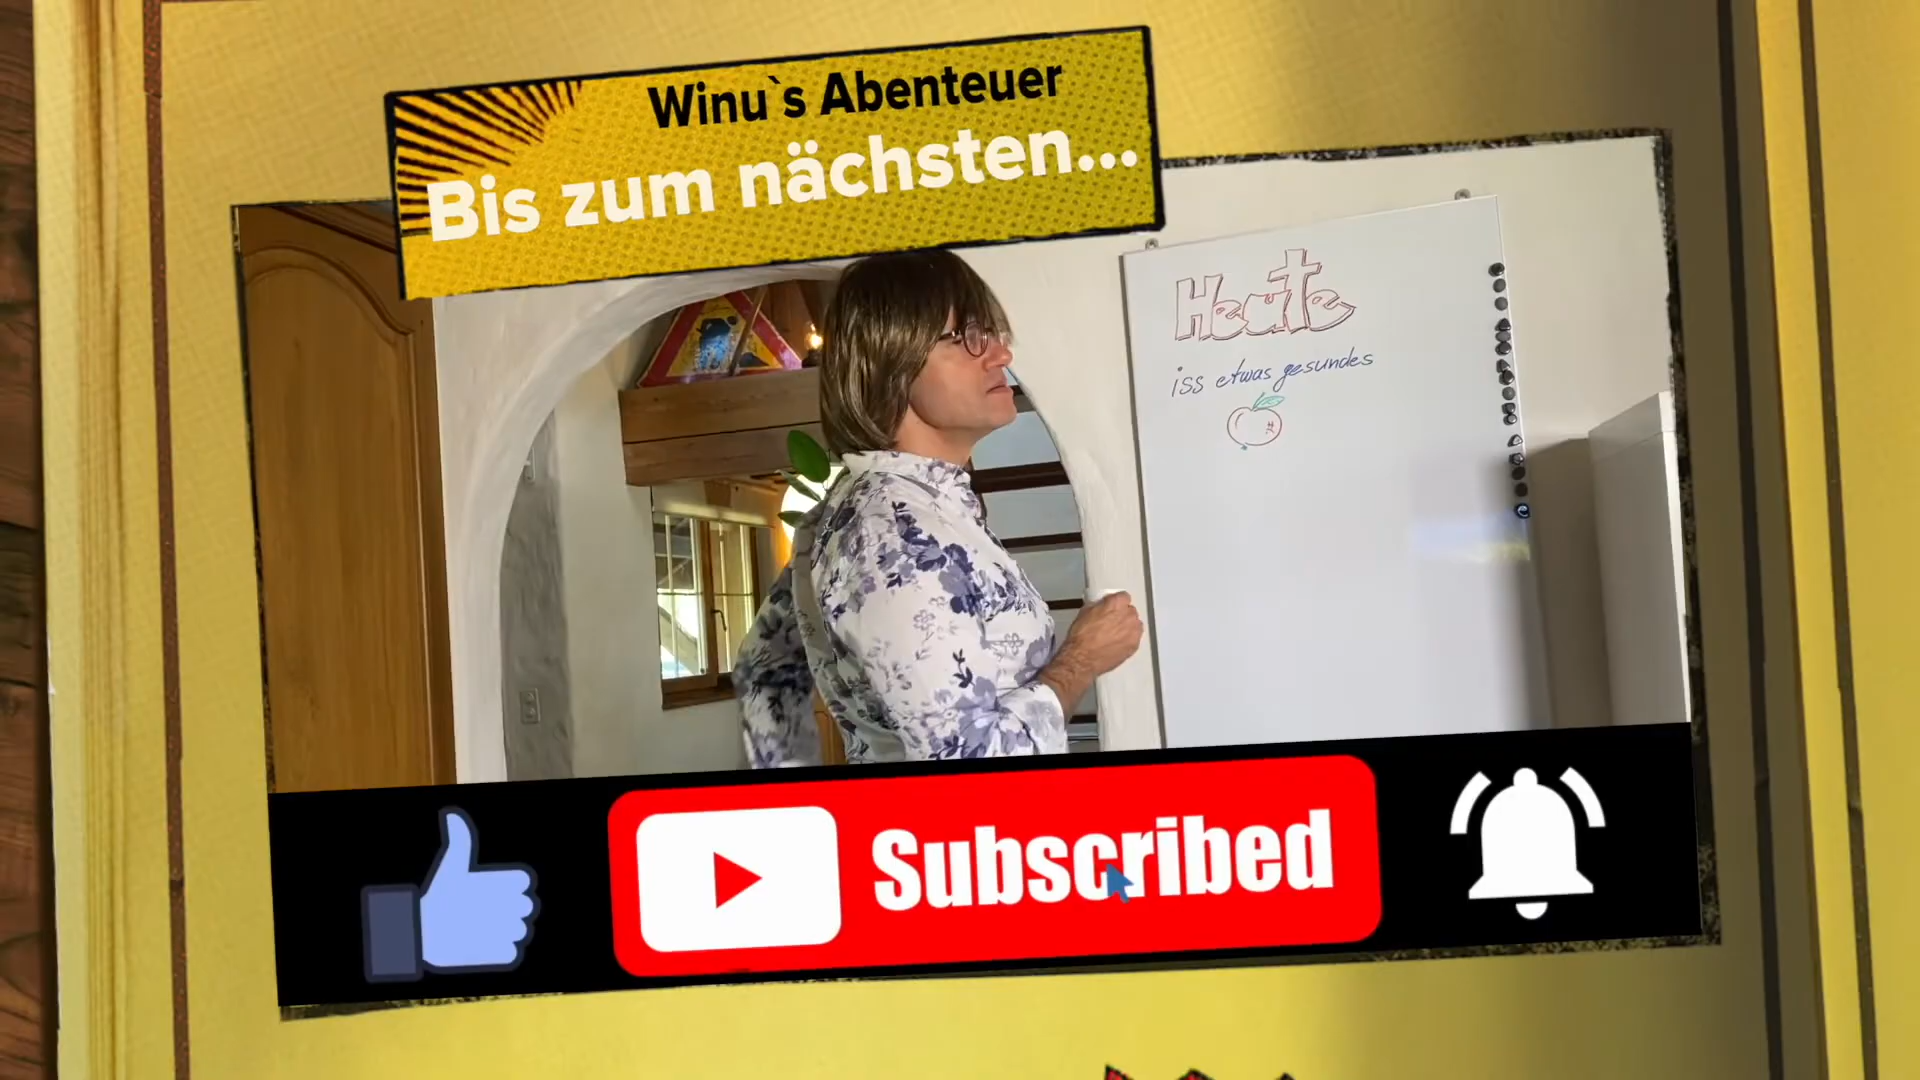 Winu`s Abenteuer
Bis zum nächsten...
Heute
iss etwas gesundes
Subscribed